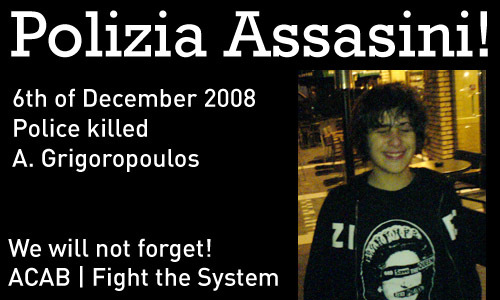 Polizia Assasini!
6th of December 2008
Police killed
A. Grigoropoulos
We will not forget!
ACAB | Fight the System